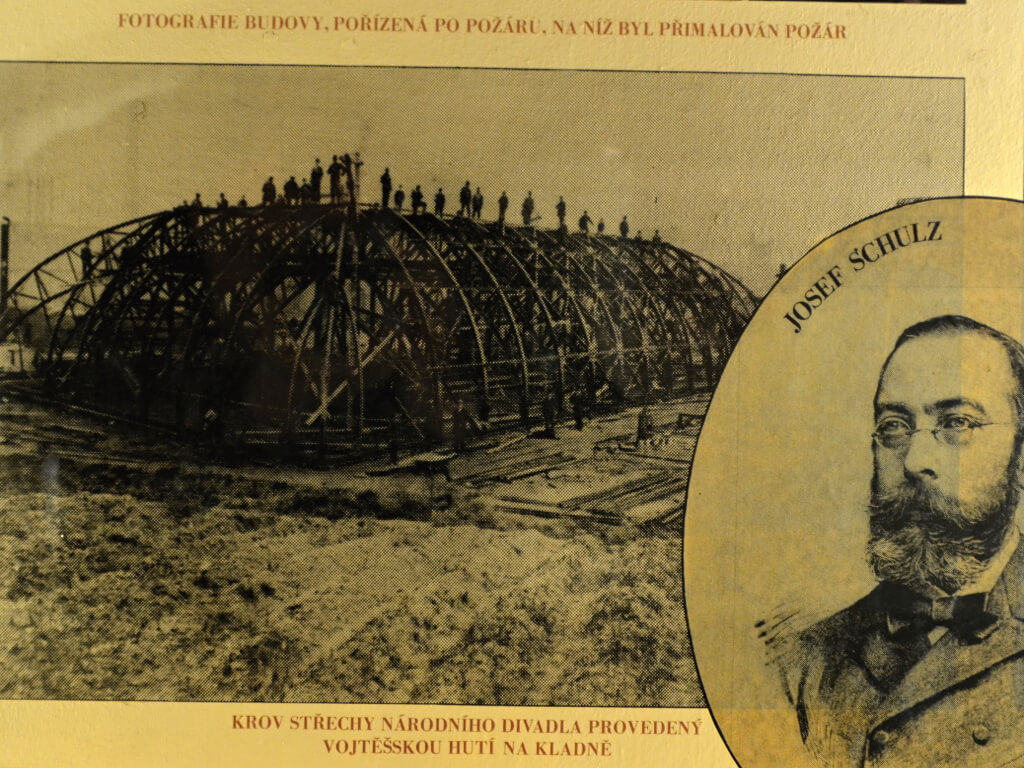 FOTOGRAFIE BUDOVY, POŘÍZENÁ PO POŽÁRU, NA NÍŽ BYL PŘIMALOVÁN POŽÁR
JOSEF SCHULZ
KROV STŘECHY NÁRODNÍHO DIVADLA PROVEDENÝ
VOJTĚŠSKOU HUTÍ NA KLADNĚ